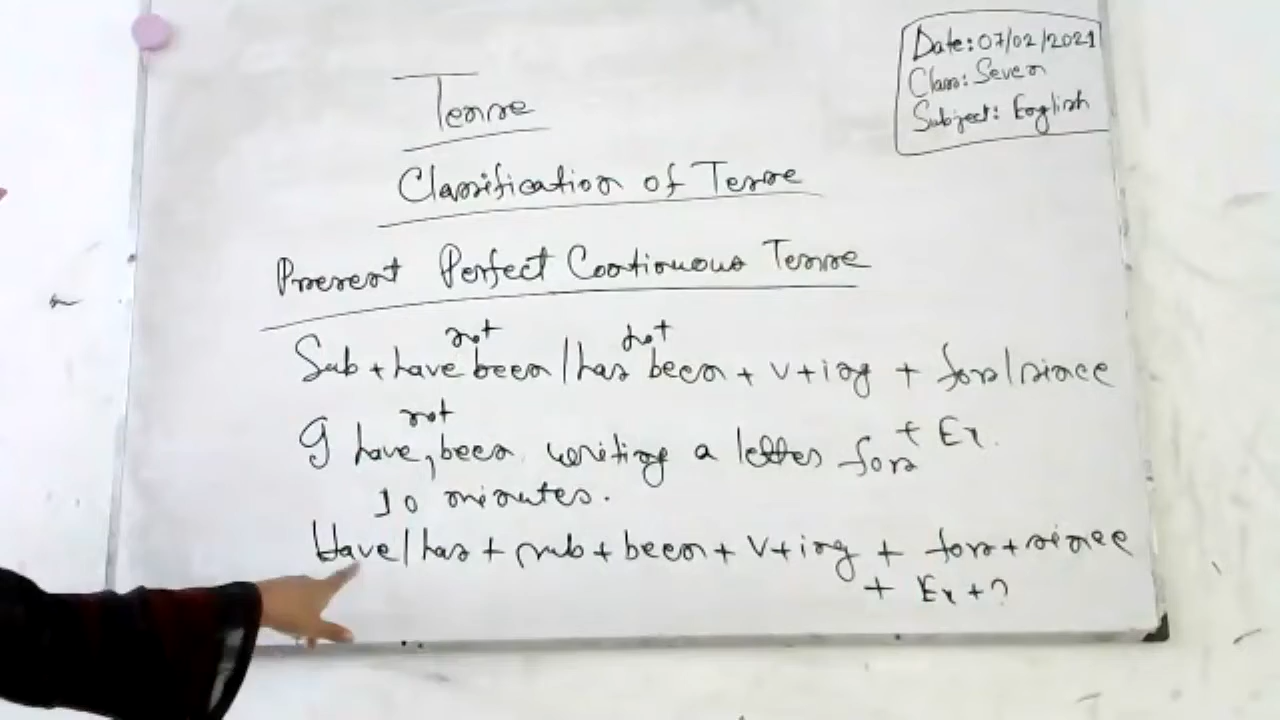 Date: 07/02/2021
Class: Seven
Subject: English
Tense
Classification of Tense
Present Perfect Continuous Tense
not not
Sub + have been / has been + v + ing + for / since
+ Ex.
not
I have, been writing a letter for
10 minutes.
Have / has + sub + been + v + ing + for + since
+ Ex + ?